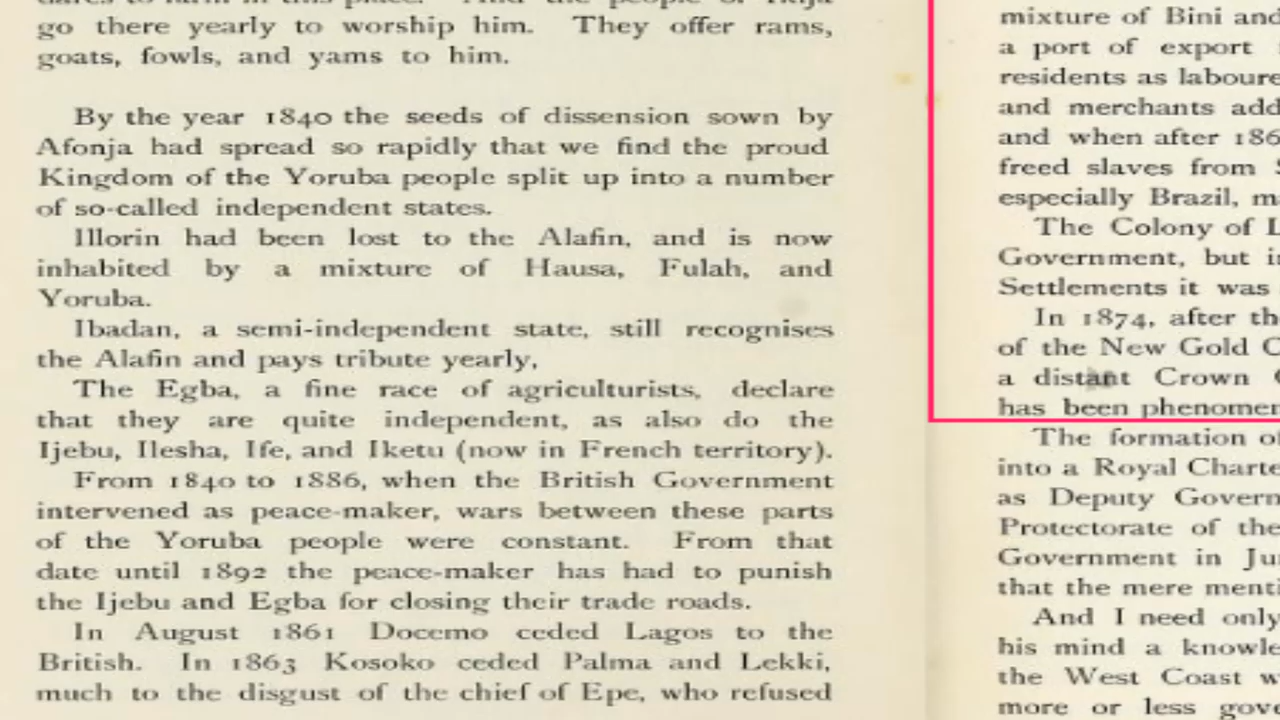 go there yearly to worship him. They offer rams,
goats, fowls, and yams to him.
By the year 1840 the seeds of dissension sown by
Afonja had spread so rapidly that we find the proud
Kingdom of the Yoruba people split up into a number
of so-called independent states.
Illorin had been lost to the Alafin, and is now
inhabited by a mixture of Hausa, Fulah, and
Yoruba.
Ibadan, a semi-independent state, still recognises
the Alafin and pays tribute yearly,
The Egba, a fine race of agriculturists, declare
that they are quite independent, as also do the
Ijebu, Ilesha, Ife, and Iketu (now in French territory).
From 1840 to 1886, when the British Government
intervened as peace-maker, wars between these parts
of the Yoruba people were constant. From that
date until 1892 the peace-maker has had to punish
the Ijebu and Egba for closing their trade roads.
In August 1861 Docemo ceded Lagos to the
British. In 1863 Kosoko ceded Palma and Lekki,
much to the disgust of the chief of Epe, who refused
mixture of Bini and
a port of export
residents as laboure
and merchants add
and when after 186
freed slaves from
especially Brazil, m
The Colony of L
Government, but i
Settlements it was
In 1874, after th
of the New Gold C
a distant Crown
has been phenomen
The formation of
into a Royal Charte
as Deputy Govern
Protectorate of the
Government in Ju
that the mere menti
And I need only
his mind a knowle
the West Coast w
more or less gove